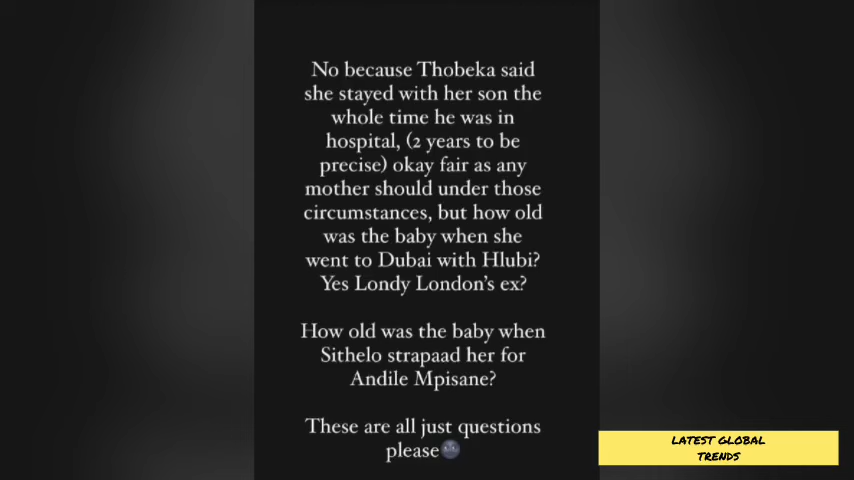 No because Thobeka said
she stayed with her son the
whole time he was in
hospital, (2 years to be
precise) okay fair as any
mother should under those
circumstances, but how old
was the baby when she
went to Dubai with Hlubi?
Yes Londy London's ex?
How old was the baby when
Sithelo strapaad her for
Andile Mpisane?
These are all just questions
please🌚
LATEST GLOBAL
TRENDS